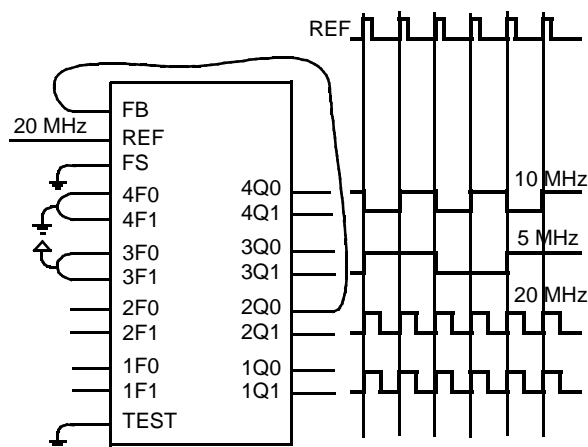 REF
FB
20 MHz
REF
FS
4F0
4Q0
10 MHz
4F1
4Q1
3F0
3Q0
5 MHz
3F1
3Q1
2F0
2Q0
20 MHz
2F1
2Q1
1F0
1Q0
1F1
1Q1
TEST